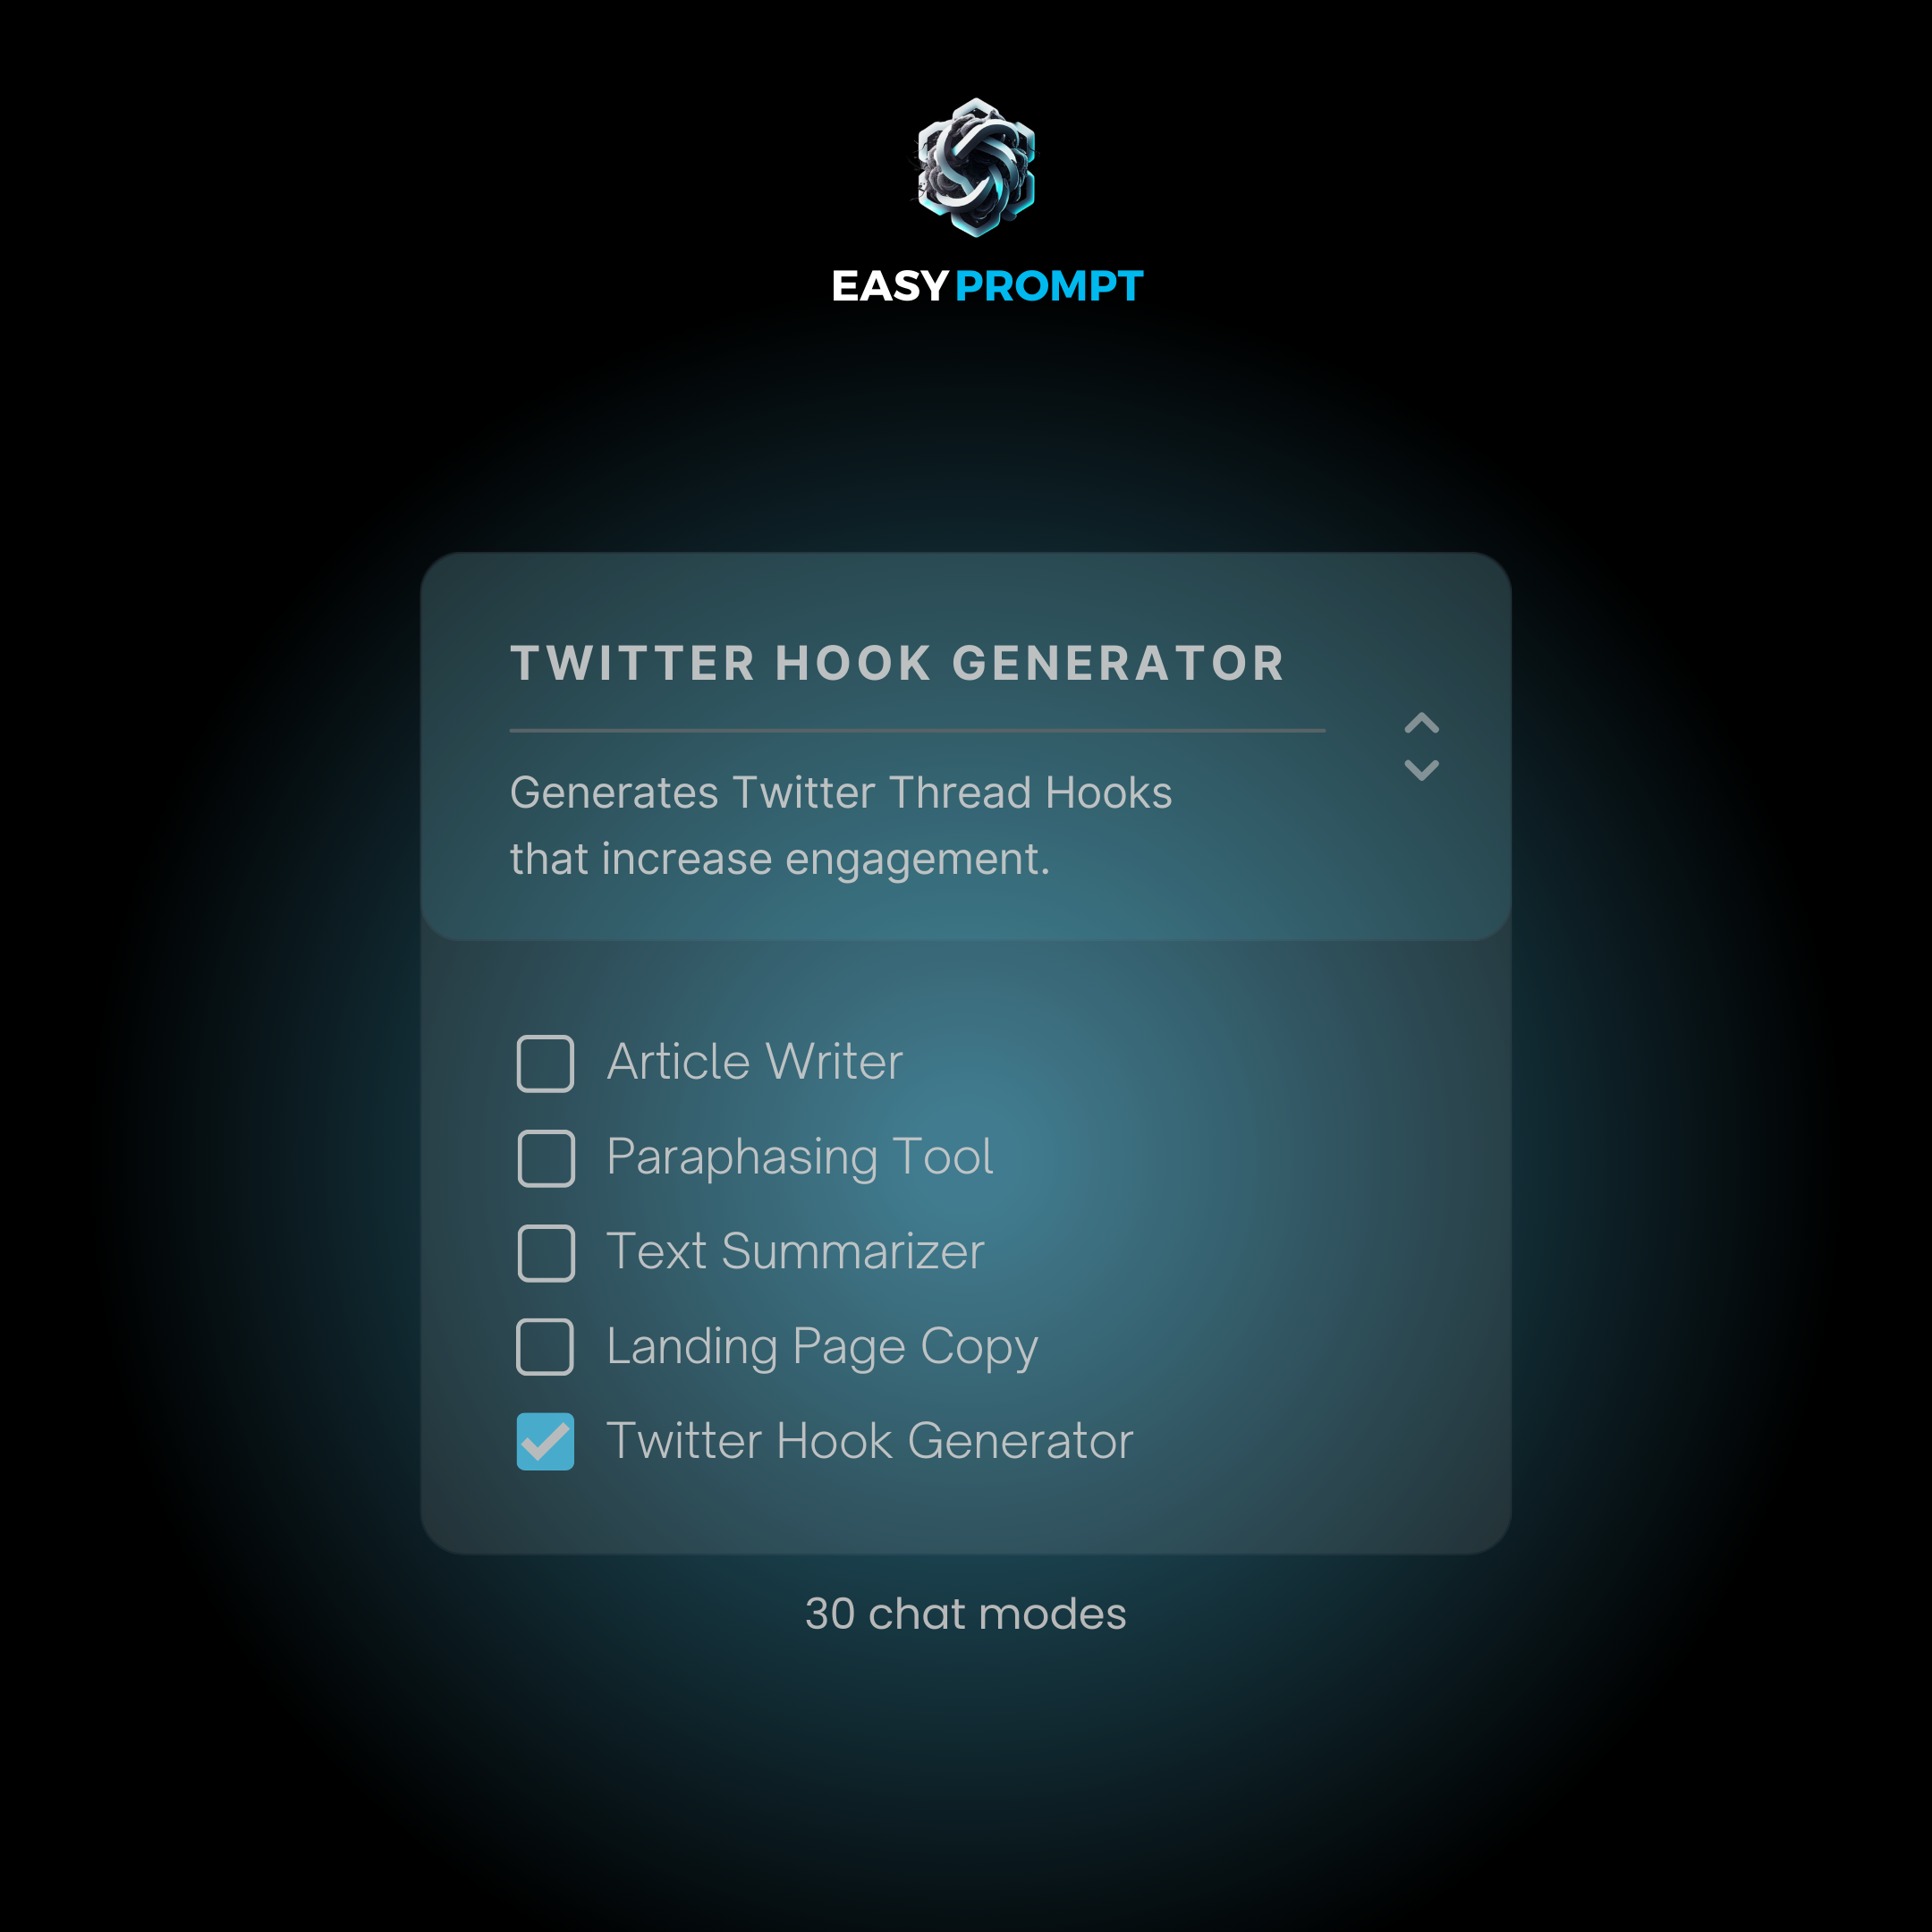 EASY PROMPT
TWITTER HOOK GENERATOR
Generates Twitter Thread Hooks
that increase engagement.
Article Writer
Paraphasing Tool
Text Summarizer
Landing Page Copy
Twitter Hook Generator
30 chat modes